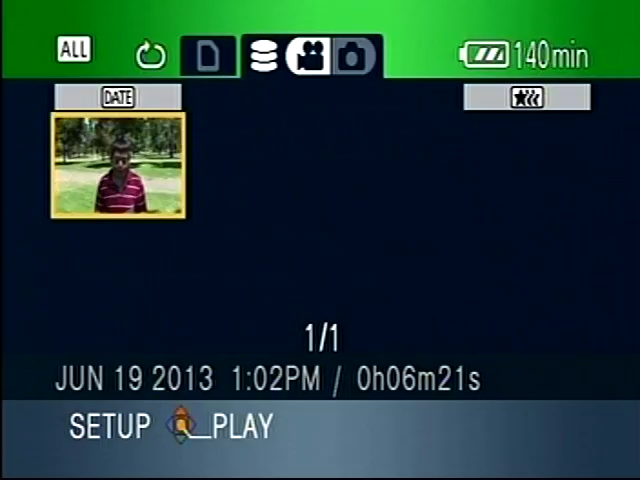 ALL
140min
DATE
1/1
JUN 19 2013 1:02PM / 0h06m21s
SETUP PLAY